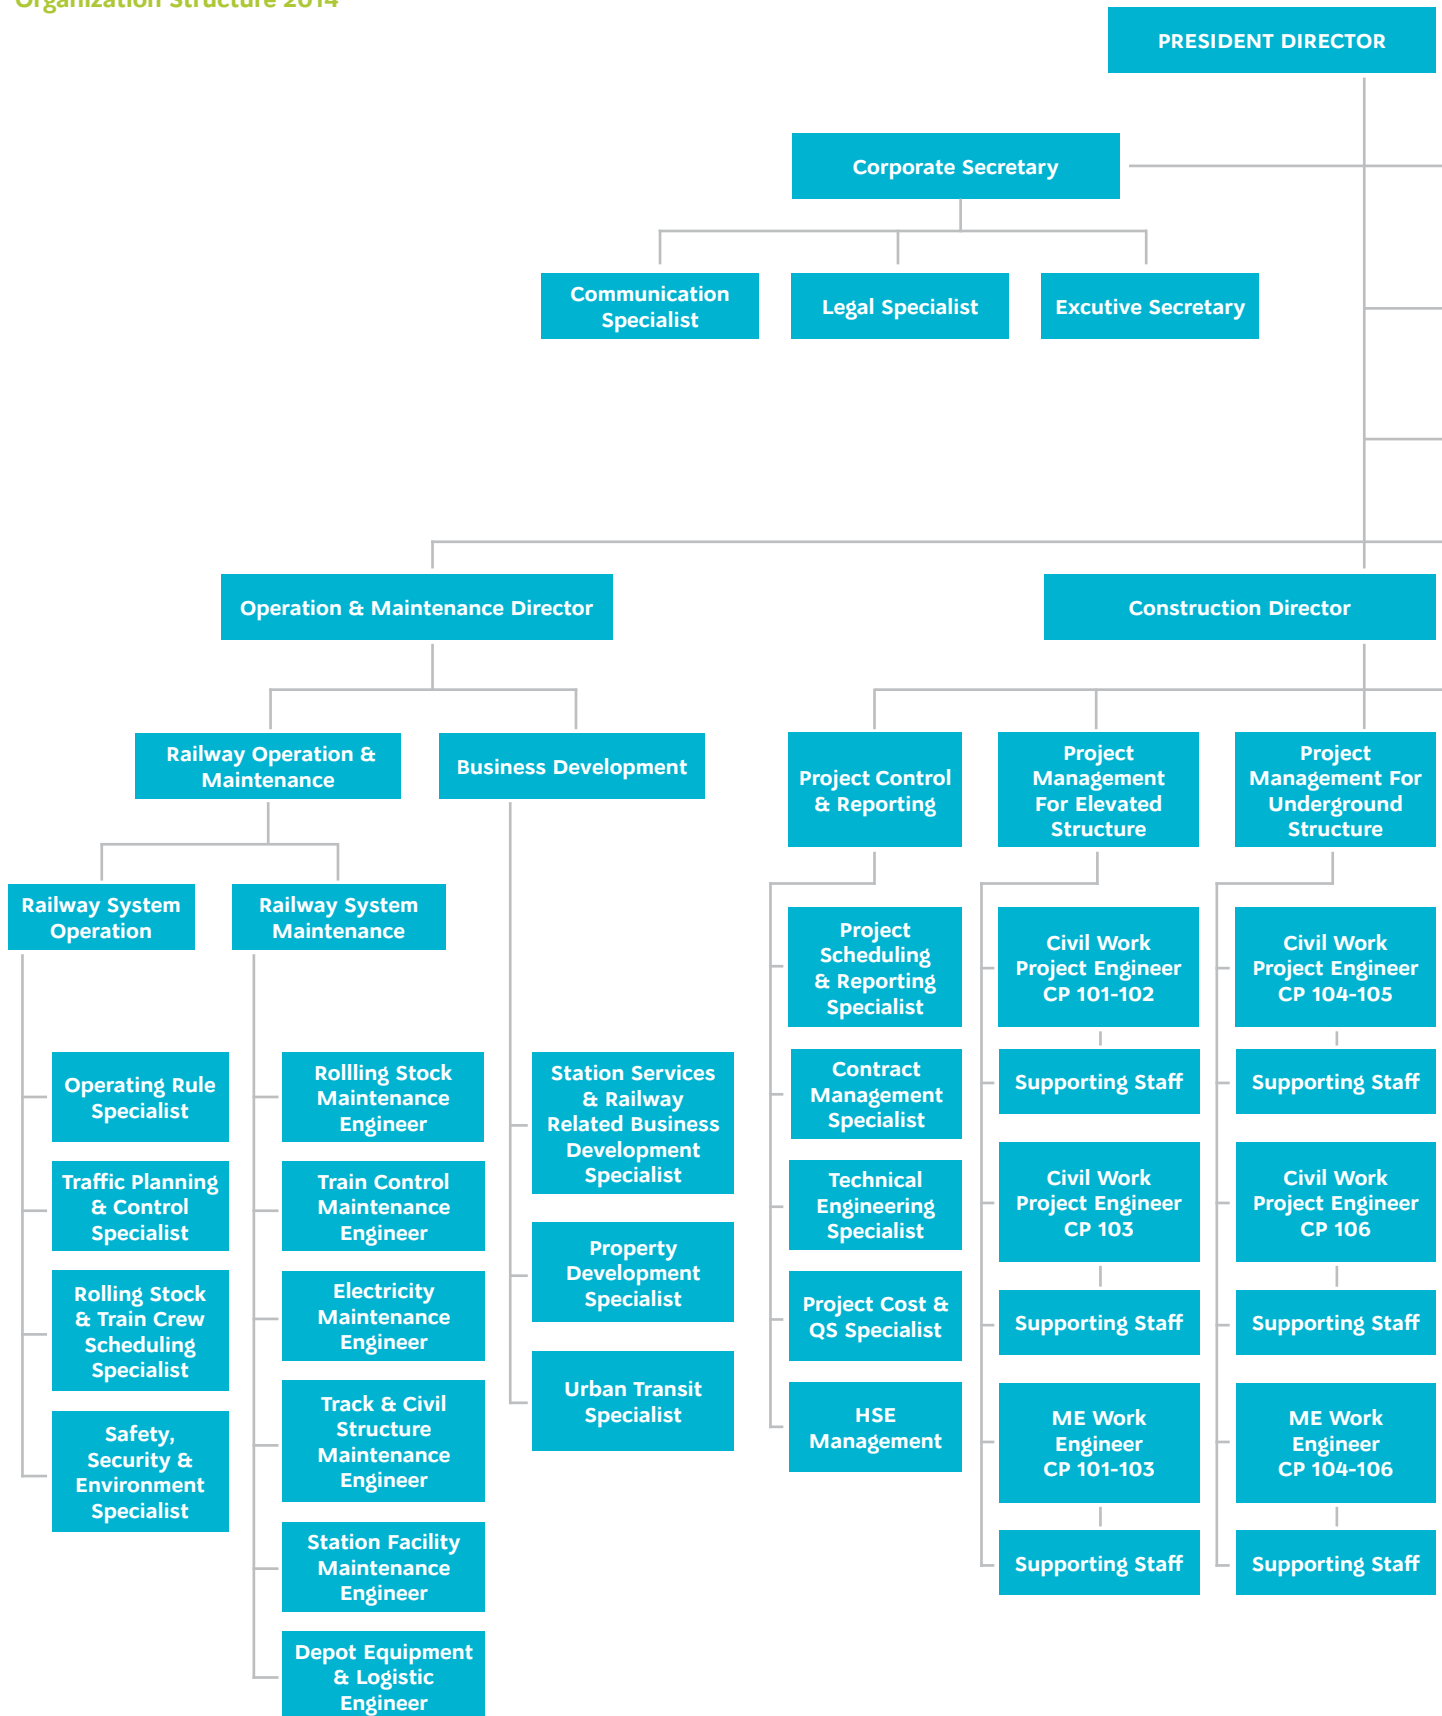 Organization Structure 2014
PRESIDENT DIRECTOR
Corporate Secretary
Communication
Specialist
Legal Specialist
Excutive Secretary
Operation & Maintenance Director
Construction Director
Railway Operation &
Maintenance
Business Development
Project Control
& Reporting
Project
Management
For Elevated
Structure
Project
Management For
Underground
Structure
Railway System
Operation
Railway System
Maintenance
Operating Rule
Specialist
Traffic Planning
& Control
Specialist
Rolling Stock
& Train Crew
Scheduling
Specialist
Safety,
Security &
Environment
Specialist
Rollling Stock
Maintenance
Engineer
Train Control
Maintenance
Engineer
Electricity
Maintenance
Engineer
Track & Civil
Structure
Maintenance
Engineer
Station Facility
Maintenance
Engineer
Depot Equipment
& Logistic
Engineer
Station Services
& Railway
Related Business
Development
Specialist
Property
Development
Specialist
Urban Transit
Specialist
Project
Scheduling
& Reporting
Specialist
Contract
Management
Specialist
Technical
Engineering
Specialist
Project Cost &
QS Specialist
HSE
Management
Civil Work
Project Engineer
CP 101-102
Supporting Staff
Civil Work
Project Engineer
CP 103
Supporting Staff
ME Work
Engineer
CP 101-103
Supporting Staff
Civil Work
Project Engineer
CP 104-105
Supporting Staff
Civil Work
Project Engineer
CP 106
Supporting Staff
ME Work
Engineer
CP 104-106
Supporting Staff